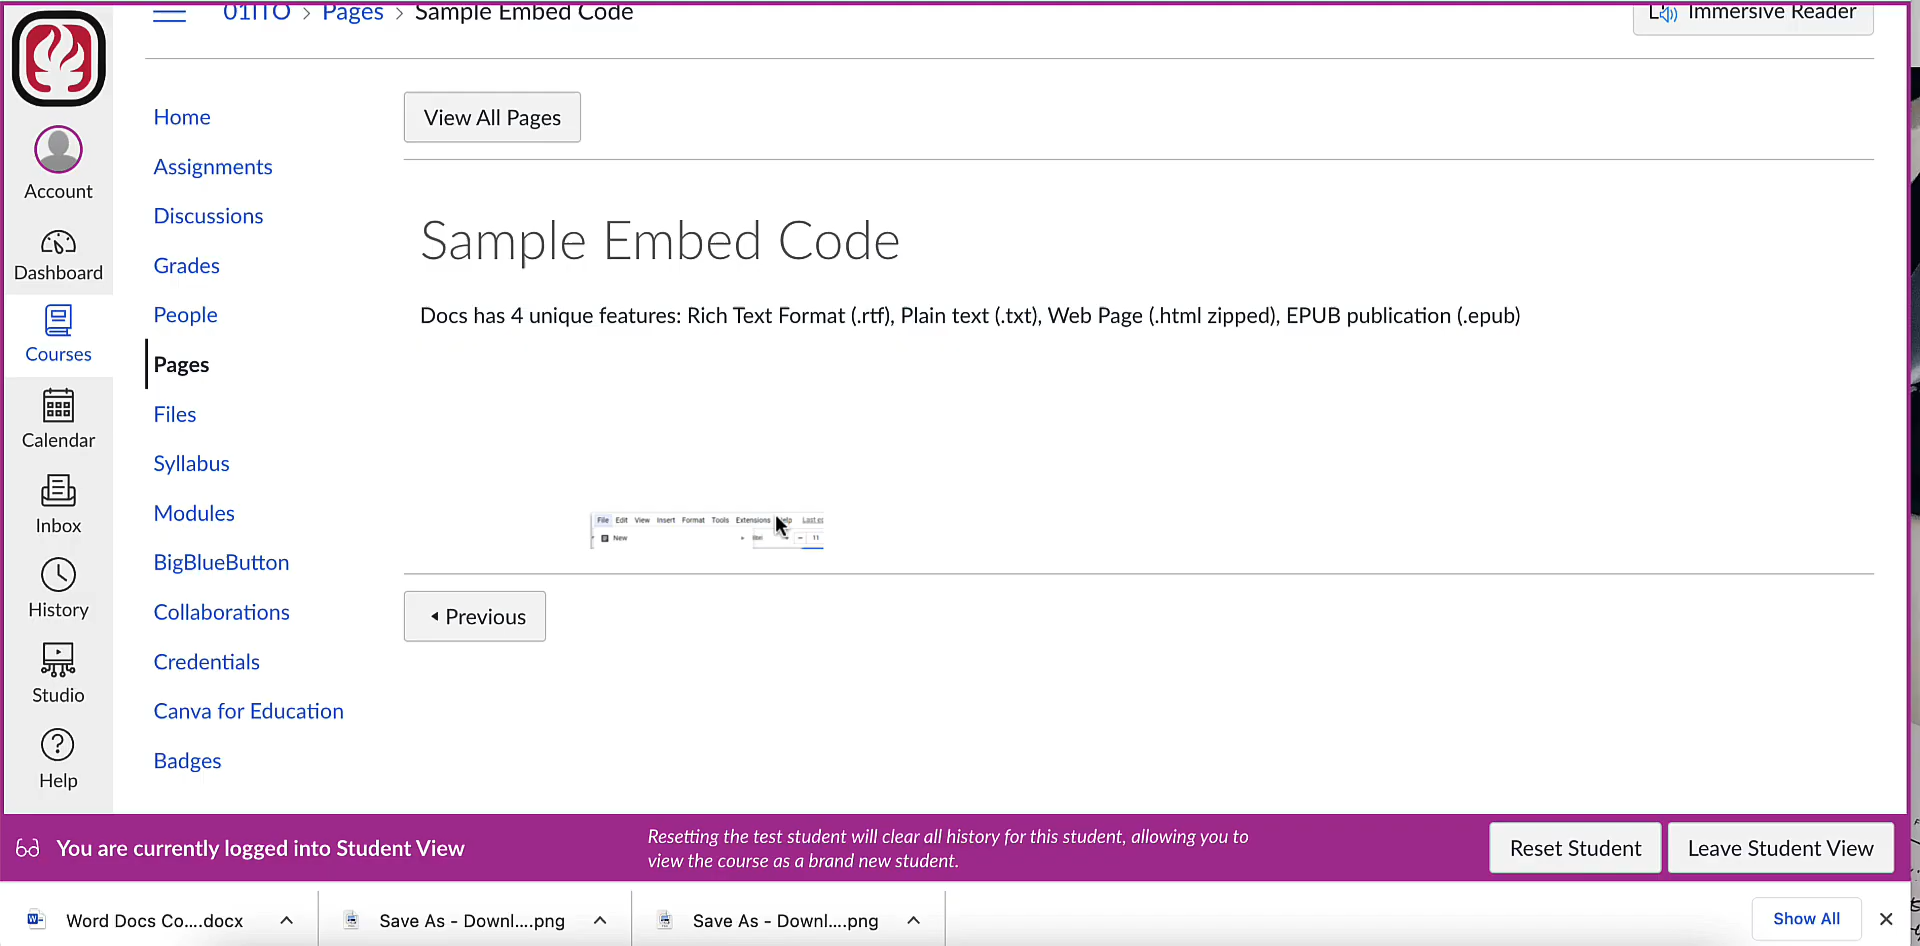 01ITO > Pages > Sample Embed Code
Immersive Reader
Account
Dashboard
Courses
Calendar
Inbox
History
Studio
Help
Home
Assignments
Discussions
Grades
People
Pages
Files
Syllabus
Modules
BigBlueButton
Collaborations
Credentials
Canva for Education
Badges
View All Pages
Sample Embed Code
Docs has 4 unique features: Rich Text Format (.rtf), Plain text (.txt), Web Page (.html zipped), EPUB publication (.epub)
File Edit View Insert Format Tools Extensions
New 11
Previous
You are currently logged into Student View
Resetting the test student will clear all history for this student, allowing you to
view the course as a brand new student.
Reset Student
Leave Student View
Word Docs Co....docx
Save As - Downl....png
Save As - Downl....png
Show All